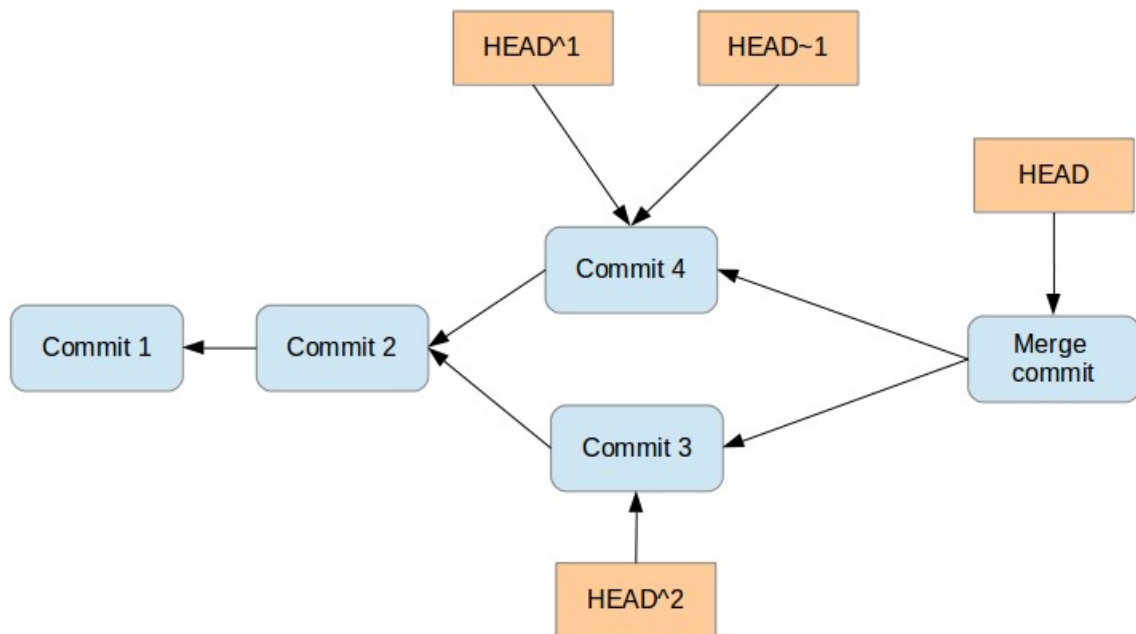 HEAD^1
HEAD~1
HEAD
Commit 4
Commit 1
Commit 2
Merge
commit
Commit 3
HEAD^2